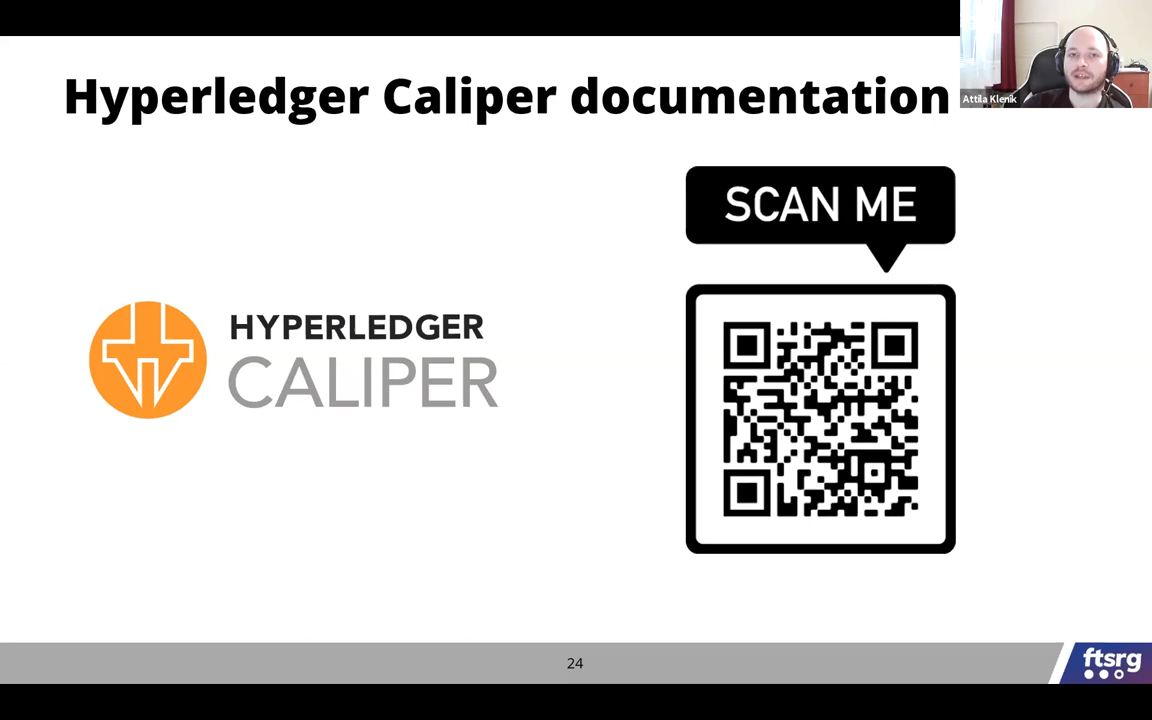 Hyperledger Caliper documentation
Attila Klenik
SCAN ME
HYPERLEDGER
CALIPER
24
ftsrg